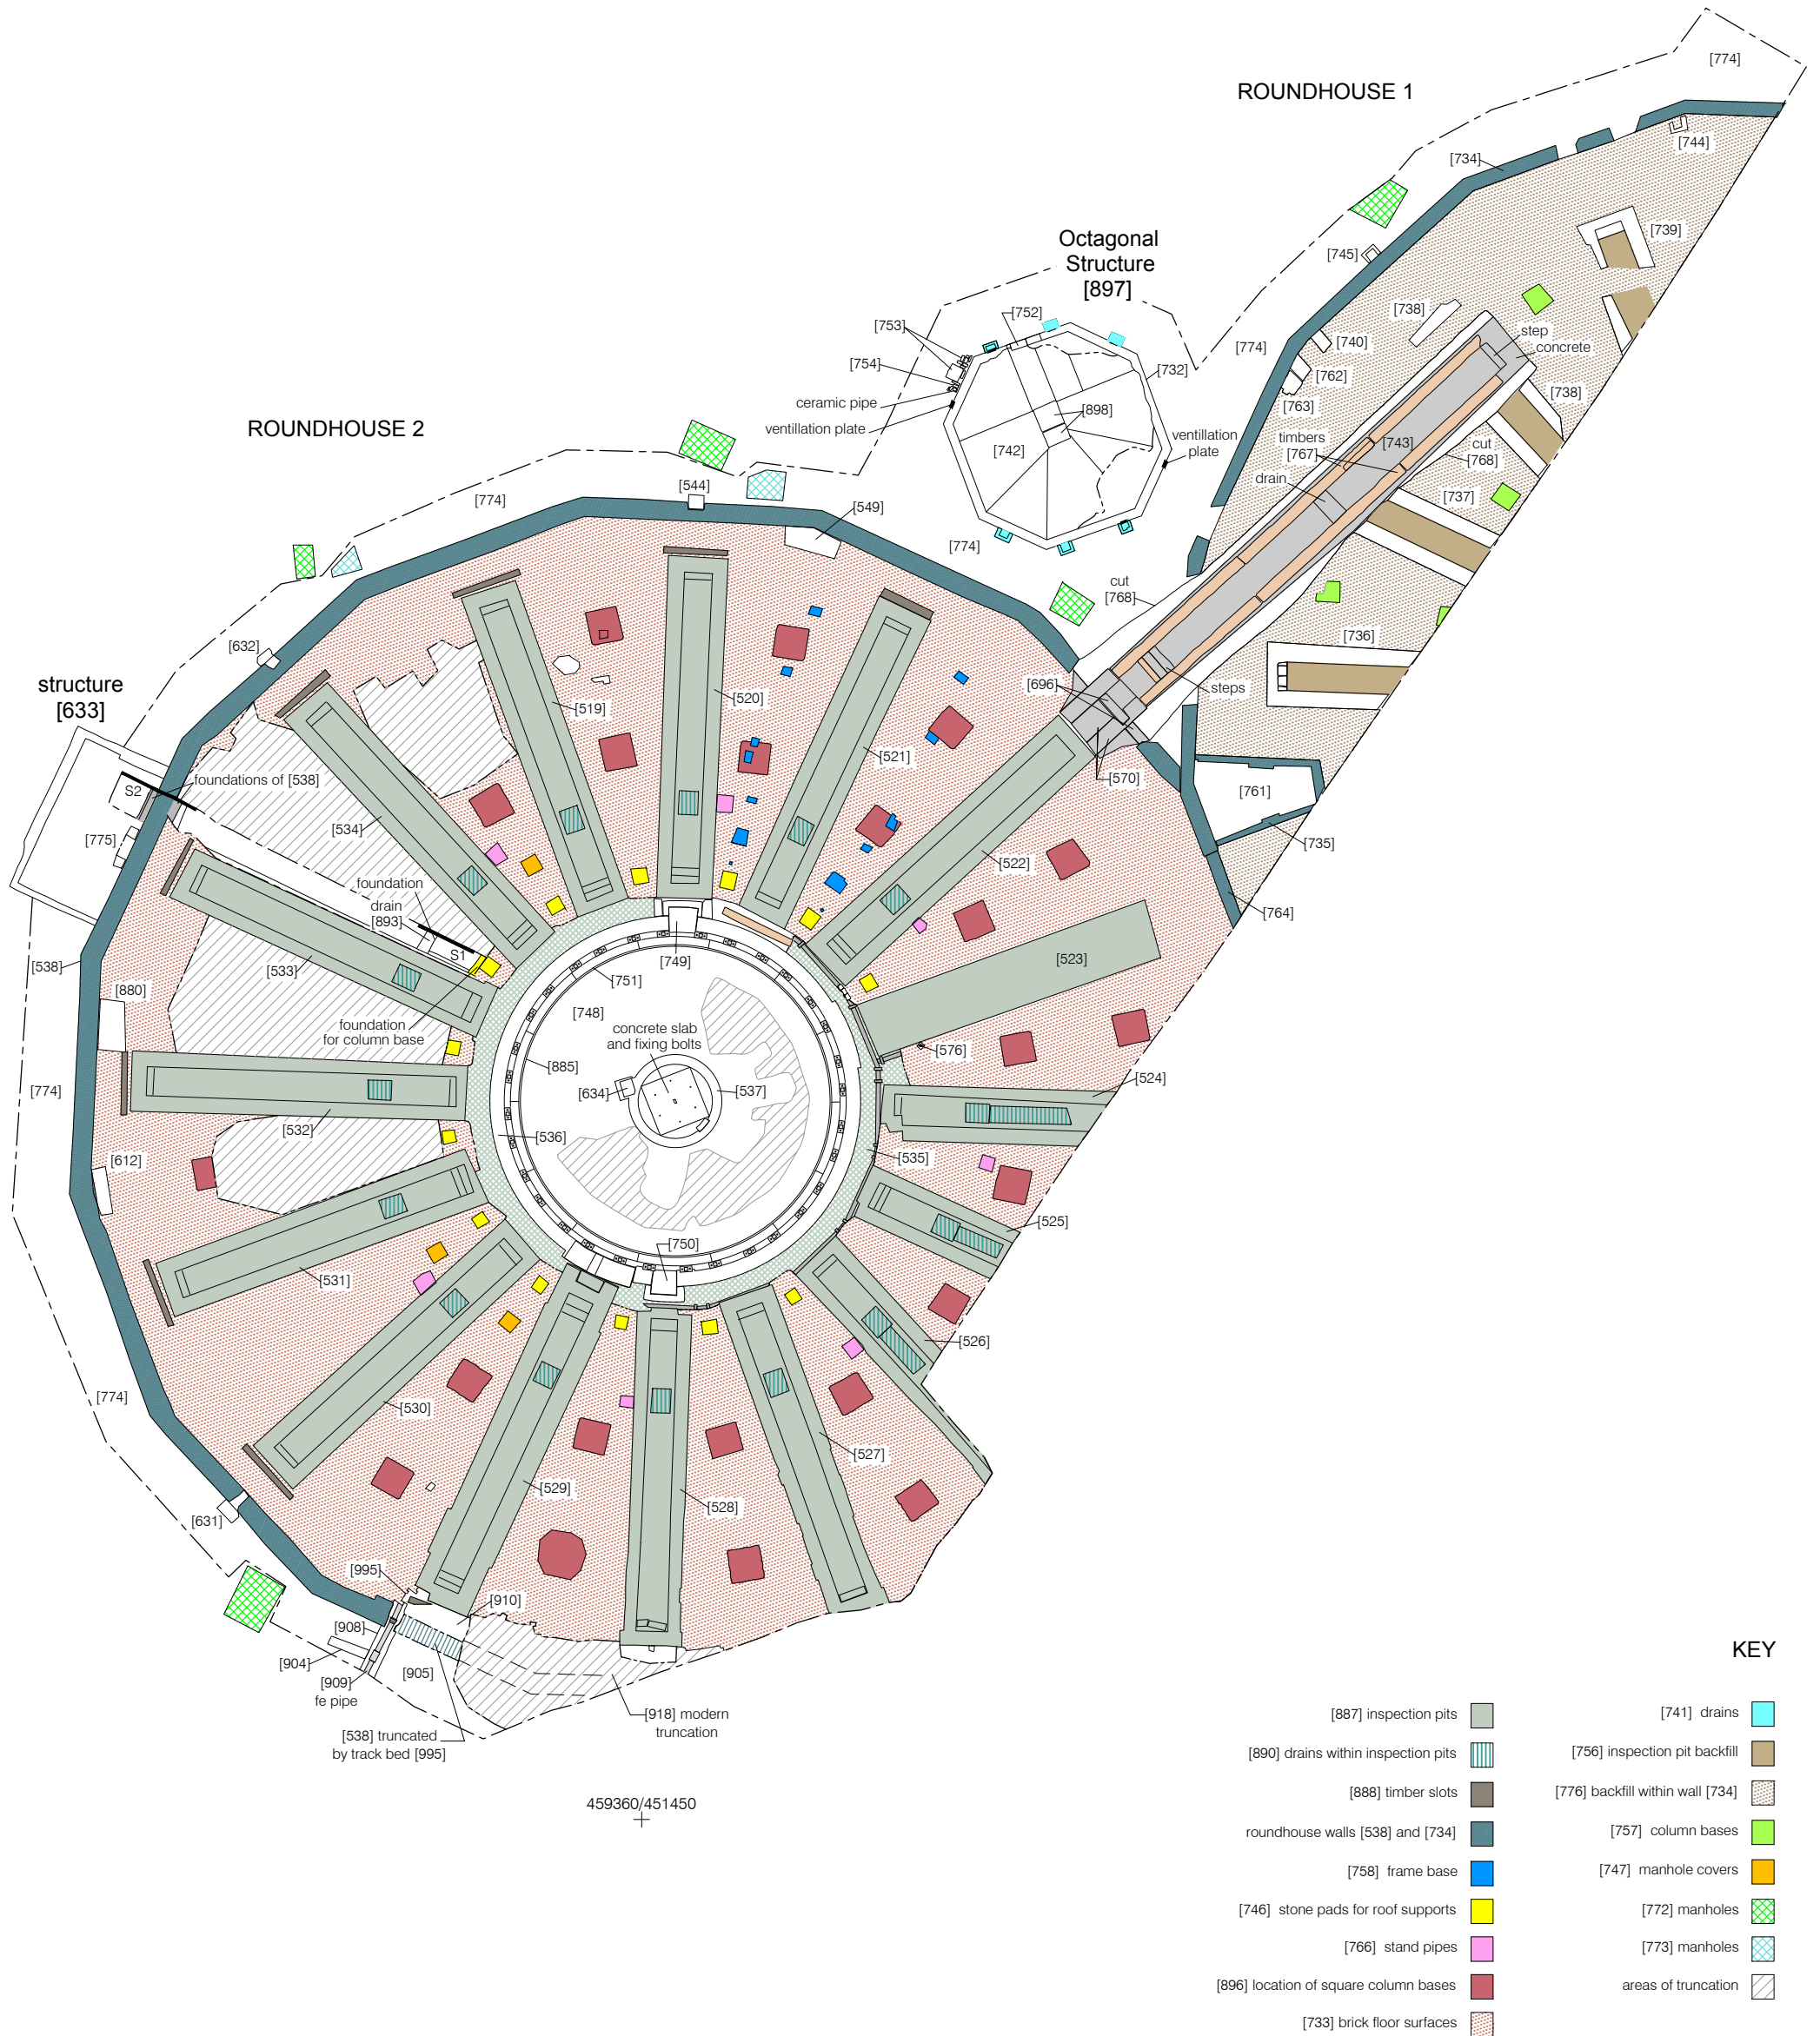 [774]
ROUNDHOUSE 1
[744]
[734]
[739]
Octagonal
Structure
[897]
[745]
[738]
[752]
[753]
[774]
[740]
step
concrete
[754]
[732]
[762]
ceramic pipe
[763]
[738]
[898]
ROUNDHOUSE 2
ventillation plate
ventillation
plate
timbers
[767]
[743]
cut
[768]
[742]
drain
[774]
[544]
[737]
[549]
[774]
cut
[768]
[736]
[632]
structure
[633]
[696]
steps
[520]
[519]
[521]
[570]
foundations of [538]
S2
[761]
[534]
[775]
[735]
[522]
foundation
drain
[893]
[764]
S1
[538]
[533]
[749]
[523]
[751]
[880]
[748]
foundation
for column base
concrete slab
and fixing bolts
[576]
[885]
[524]
[774]
[634]
[537]
[532]
[536]
[535]
[612]
[525]
[750]
[531]
[526]
[774]
[530]
[527]
[529]
[528]
[631]
[995]
[910]
[908]
[904]
[905]
[909]
fe pipe
[918] modern
truncation
[538] truncated
by track bed [995]
459360/451450
KEY
[887] inspection pits
[890] drains within inspection pits
[888] timber slots
roundhouse walls [538] and [734]
[758] frame base
[746] stone pads for roof supports
[766] stand pipes
[896] location of square column bases
[733] brick floor surfaces
[741] drains
[756] inspection pit backfill
[776] backfill within wall [734]
[757] column bases
[747] manhole covers
[772] manholes
[773] manholes
areas of truncation